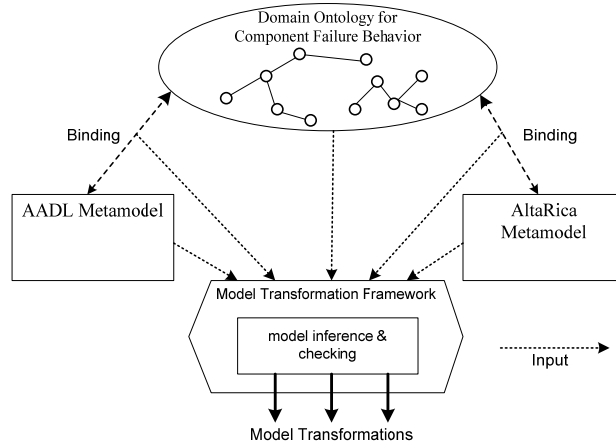 Domain Ontology for
Component Failure Behavior
Binding
Binding
AADL Metamodel
AltaRica
Metamodel
Model Transformation Framework
model inference &
checking
Input
Model Transformations